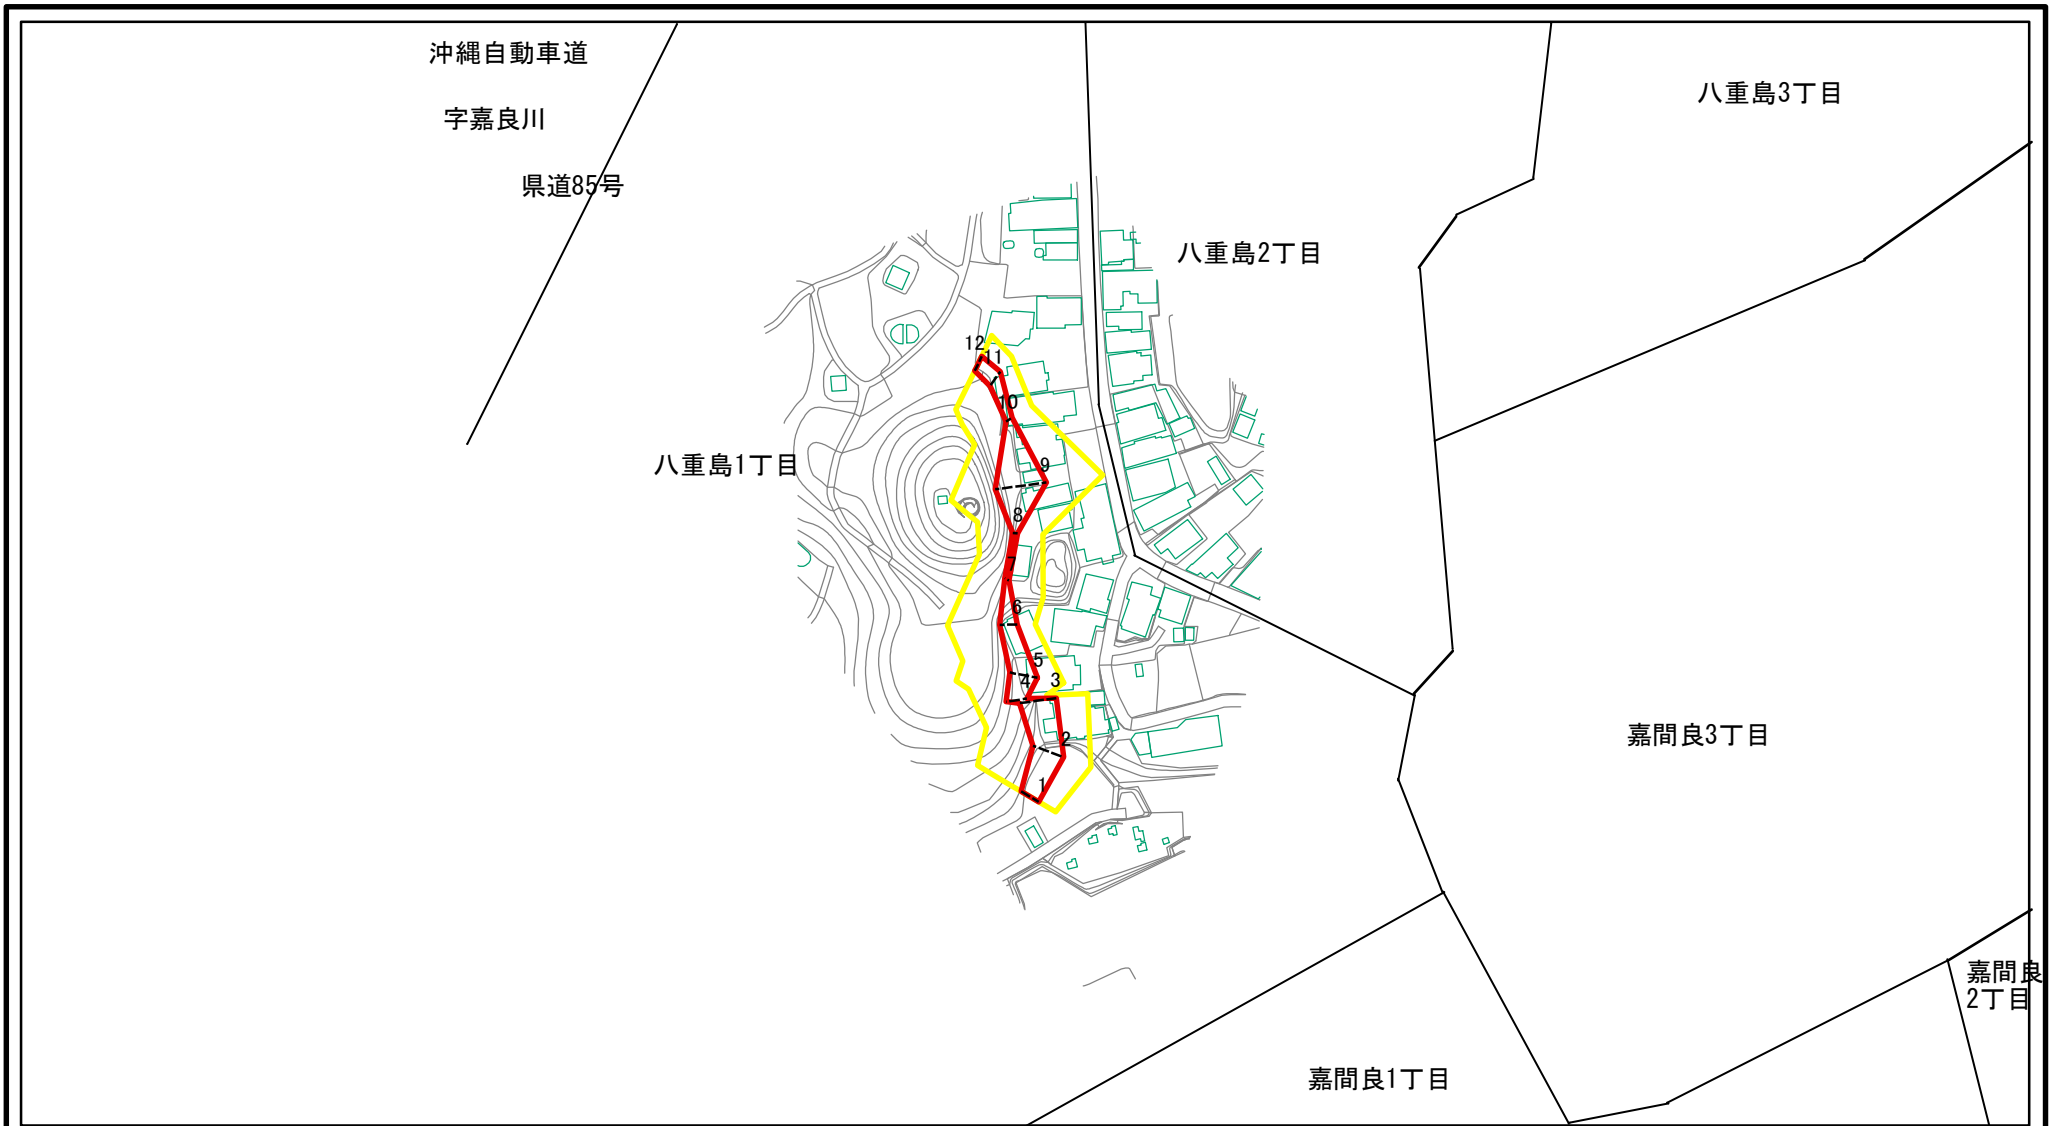 沖縄自動車道
字嘉良川
県道85号
八重島3丁目
八重島2丁目
八重島1丁目
12
11
10
9
8
7
6
5
4
3
2
1
嘉間良3丁目
嘉間良
2丁目
嘉間良1丁目